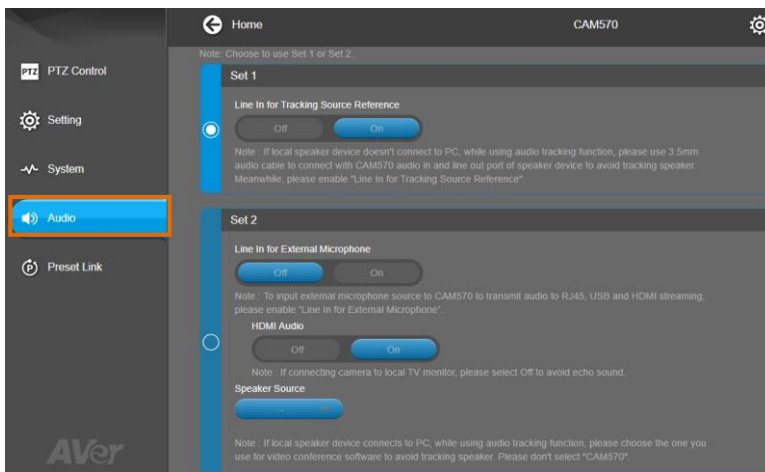 Home
CAM570
Note: Choose to use Set 1 or Set 2.
PTZ PTZ Control
Setting
System
Audio
Preset Link
AVer
Set 1
Line In for Tracking Source Reference
Off On
Note : If local speaker device doesn't connect to PC, while using audio tracking function, please use 3.5mm
audio cable to connect with CAM570 audio in and line out port of speaker device to avoid tracking speaker.
Meanwhile, please enable "Line In for Tracking Source Reference".
Set 2
Line In for External Microphone
Off On
Note : To input external microphone source to CAM570 to transmit audio to RJ45, USB and HDMI streaming,
please enable "Line In for External Microphone".
HDMI Audio
Off On
Note : If connecting camera to local TV monitor, please select Off to avoid echo sound.
Speaker Source
Note : If local speaker device connects to PC, while using audio tracking function, please choose the one you
use for video conference software to avoid tracking speaker. Please don't select "CAM570".